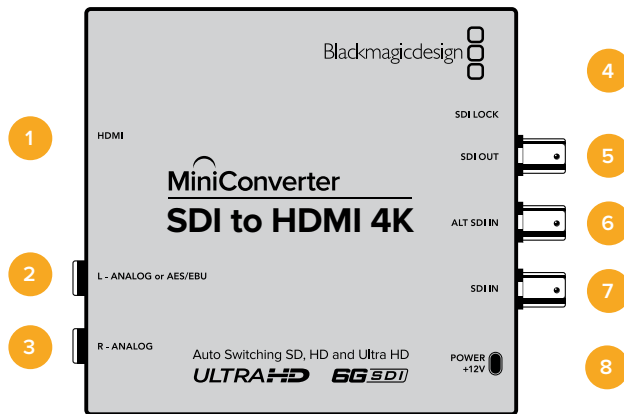 Blackmagicdesign
4
SDI LOCK
1
HDMI
5
SDI OUT
MiniConverter
SDI to HDMI 4K
6
ALT SDI IN
2
L - ANALOG or AES/EBU
7
SDI IN
3
R - ANALOG
Auto Switching SD, HD and Ultra HD
ULTRA HD 6G SDI
POWER
+12V
8